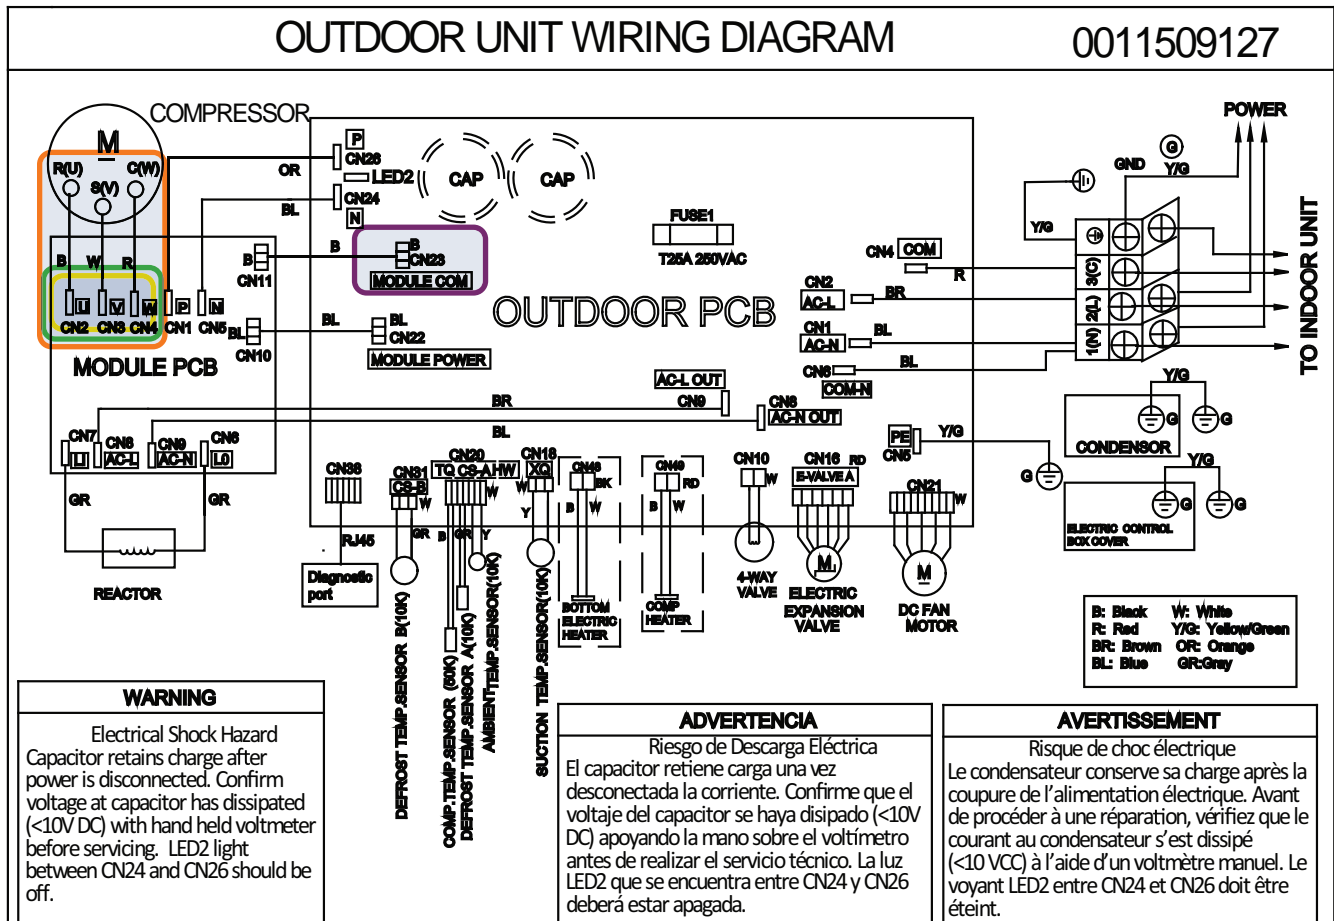 OUTDOOR UNIT WIRING DIAGRAM
0011509127
COMPRESSOR
M
R(U)
C(W)
S(V)
B
W
R
U
V
W
P
N
CN2
CN3
CN4
CN1
CN5
MODULE PCB
OR
BL
P
CN26
LED2
CN24
N
CAP
CAP
B
CN11
B
B
CN23
MODULE COM
BL
CN10
BL
BL
CN22
MODULE POWER
FUSE1
T25A 250VAC
OUTDOOR PCB
CN4
COM
R
CN2
AC-L
BR
CN1
AC-N
BL
CN6
COM-N
BL
POWER
G
GND
Y/G
Y/G
3(C)
2(L)
1(N)
TO INDOOR UNIT
AC-L OUT
CN9
CN8
AC-N OUT
BR
BL
CN7
LI
CN8
AC-L
CN9
AC-N
CN6
L0
GR
GR
REACTOR
Y/G
G
G
CONDENSOR
Y/G
G
G
ELECTRIC CONTROL
BOX COVER
PE
CN5
Y/G
G
CN38
RJ45
Diagnostic
port
CN31
CS-B
W
GR
DEFROST TEMP.SENSOR B(10K)
CN20
TQ CS-AHW
W
B
GR
Y
COMP.TEMP.SENSOR (50K)
DEFROST TEMP.SENSOR A(10K)
AMBIENTTEMP.SENSOR(10K)
CN18
XQ
W
Y
SUCTION TEMP.SENSOR(10K)
CN48
BK
B
W
BOTTOM
ELECTRIC
HEATER
CN49
RD
B
W
COMP
HEATER
CN10
W
4-WAY
VALVE
CN16
RD
E-VALVE A
M
ELECTRIC
EXPANSION
VALVE
CN21
W
M
DC FAN
MOTOR
B: Black W: White
R: Red Y/G: Yellow/Green
BR: Brown OR: Orange
BL: Blue GR:Gray
WARNING
Electrical Shock Hazard
Capacitor retains charge after
power is disconnected. Confirm
voltage at capacitor has dissipated
(<10V DC) with hand held voltmeter
before servicing. LED2 light
between CN24 and CN26 should be
off.
ADVERTENCIA
Riesgo de Descarga Eléctrica
El capacitor retiene carga una vez
desconectada la corriente. Confirme que el
voltaje del capacitor se haya disipado (<10V
DC) apoyando la mano sobre el voltímetro
antes de realizar el servicio técnico. La luz
LED2 que se encuentra entre CN24 y CN26
deberá estar apagada.
AVERTISSEMENT
Risque de choc électrique
Le condensateur conserve sa charge après la
coupure de l'alimentation électrique. Avant
de procéder à une réparation, vérifiez que le
courant au condensateur s'est dissipé
(<10 VCC) à l'aide d'un voltmètre manuel. Le
voyant LED2 entre CN24 et CN26 doit être
éteint.